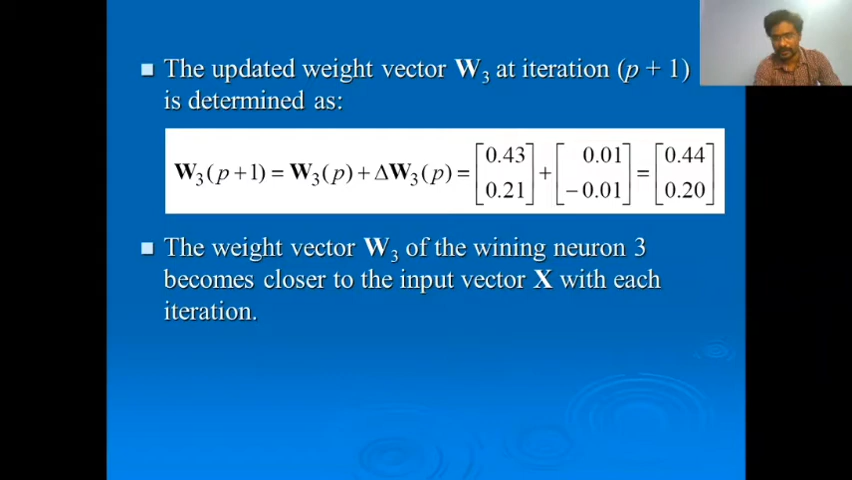 The updated weight vector W₃ at iteration (p + 1)
is determined as:
W₃(p+1) = W₃(p) + ΔW₃(p) = [0.43 0.21] + [0.01 −0.01] = [0.44 0.20]
The weight vector W₃ of the wining neuron 3
becomes closer to the input vector X with each
iteration.